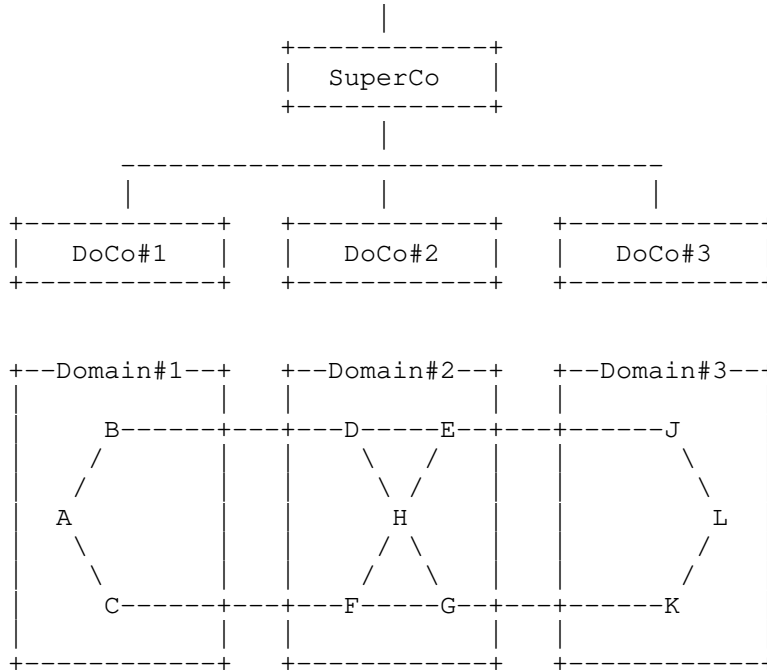 SuperCo
DoCo#1 DoCo#2 DoCo#3
Domain#1 Domain#2 Domain#3
B D E J
A H L
C F G K